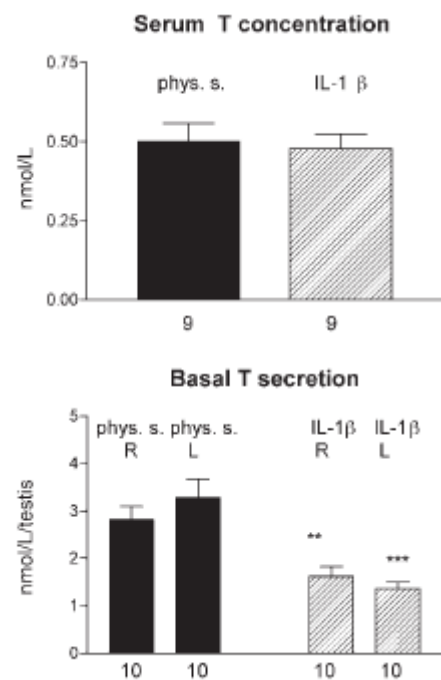 Serum T concentration
0.75
phys. s. IL-1 β
0.50
nmol/L
0.25
0.00
9 9
Basal T secretion
5
phys. s. phys. s. IL-1β IL-1β
R L R L
4
3
nmol/L/testis
2
** ***
1
0
10 10 10 10